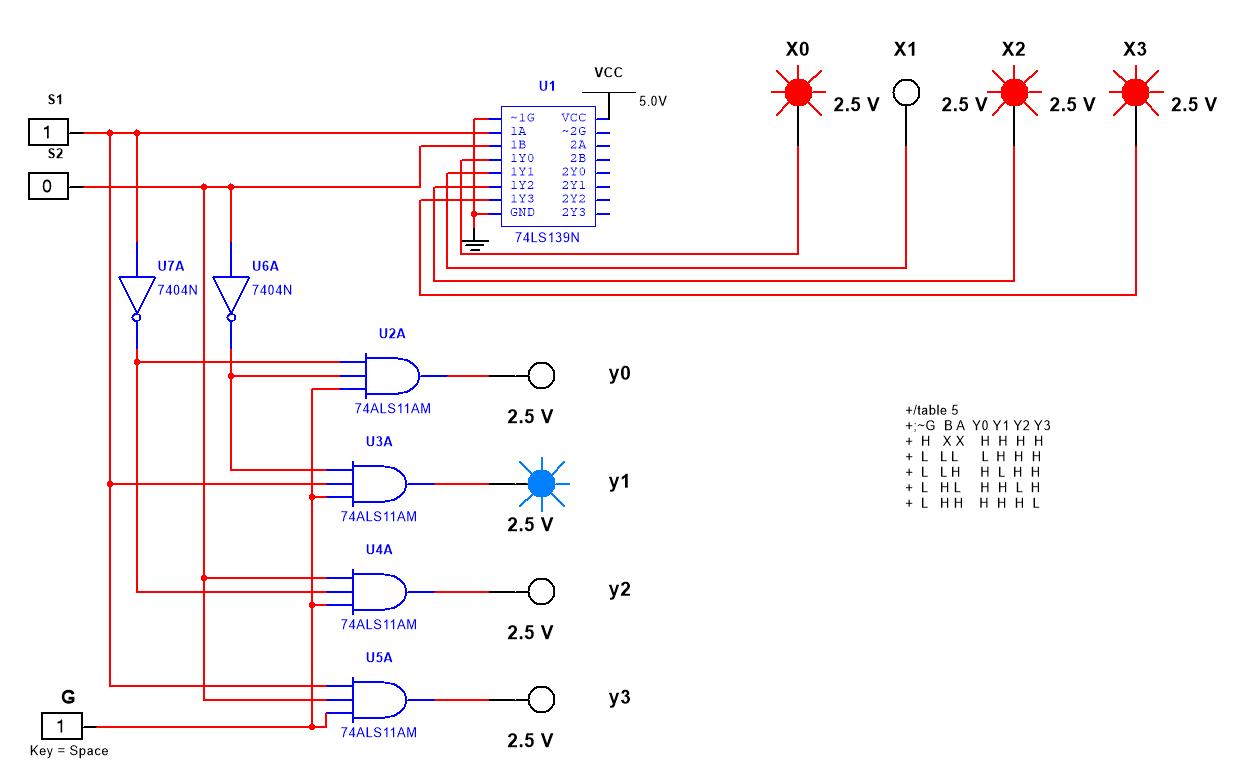 X0 X1 X2 X3
VCC
U1
S1
5.0V
2.5 V 2.5 V 2.5 V 2.5 V
1
~1G VCC
1A ~2G
1B 2A
1Y0 2B
1Y1 2Y0
1Y2 2Y1
1Y3 2Y2
GND 2Y3
S2
0
74LS139N
U7A U6A
7404N 7404N
U2A
y0
74ALS11AM
2.5 V
+/table 5
+;~G B A Y0 Y1 Y2 Y3
+ H X X H H H H
+ L L L L H H H
+ L L H H L H H
+ L H L H H L H
+ L H H H H H L
U3A
y1
74ALS11AM
2.5 V
U4A
y2
74ALS11AM
2.5 V
U5A
y3
74ALS11AM
2.5 V
G
1
Key = Space